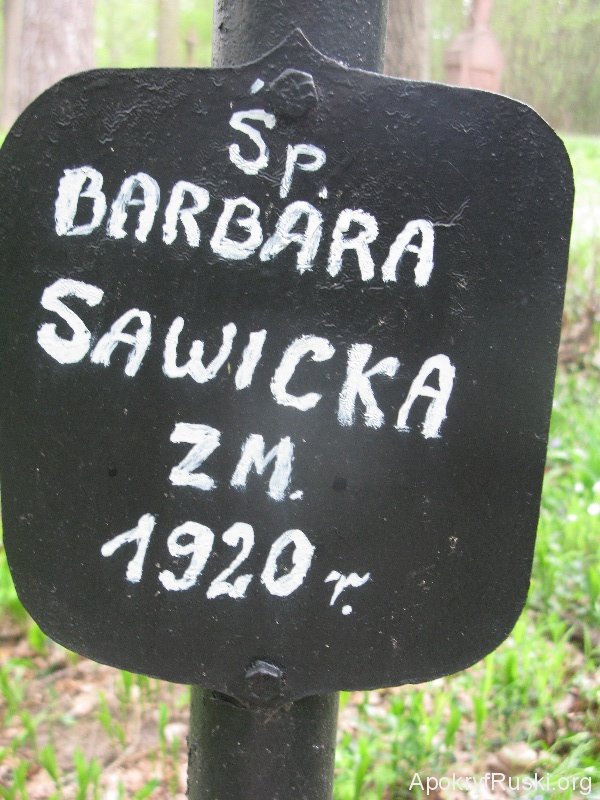 Śp.
BARBARA
SAWICKA
ZM.
1920 r.
ApokryfRuski.org